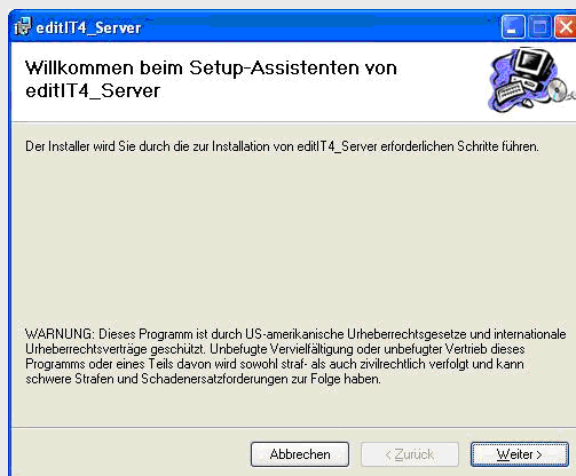 editIT4_Server
Willkommen beim Setup-Assistenten von
editIT4_Server
Der Installer wird Sie durch die zur Installation von editIT4_Server erforderlichen Schritte führen.
WARNUNG: Dieses Programm ist durch US-amerikanische Urheberrechtsgesetze und internationale
Urheberrechtsverträge geschützt. Unbefugte Vervielfältigung oder unbefugter Vertrieb dieses
Programms oder eines Teils davon wird sowohl straf- als auch zivilrechtlich verfolgt und kann
schwere Strafen und Schadenersatzforderungen zur Folge haben.
Abbrechen < Zurück Weiter >